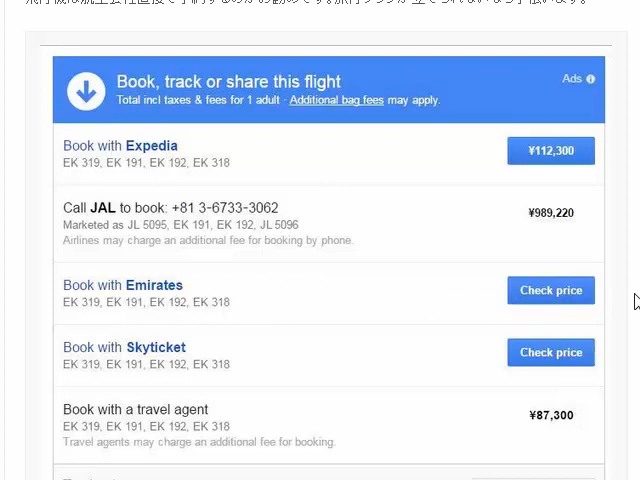 Book, track or share this flight
Ads
Total incl taxes & fees for 1 adult · Additional bag fees may apply.
Book with Expedia
¥112,300
EK 319, EK 191, EK 192, EK 318
Call JAL to book: +81 3-6733-3062
¥989,220
Marketed as JL 5095, EK 191, EK 192, JL 5096
Airlines may charge an additional fee for booking by phone.
Book with Emirates
Check price
EK 319, EK 191, EK 192, EK 318
Book with Skyticket
Check price
EK 319, EK 191, EK 192, EK 318
Book with a travel agent
¥87,300
EK 319, EK 191, EK 192, EK 318
Travel agents may charge an additional fee for booking.